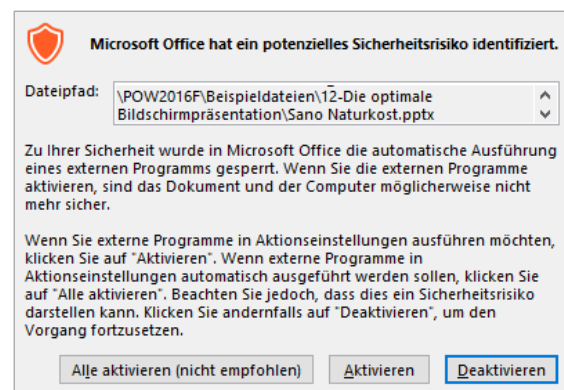 Microsoft Office hat ein potenzielles Sicherheitsrisiko identifiziert.
Dateipfad:
\POW2016F\Beispieldateien\12-Die optimale
Bildschirmpräsentation\Sano Naturkost.pptx
Zu Ihrer Sicherheit wurde in Microsoft Office die automatische Ausführung
eines externen Programms gesperrt. Wenn Sie die externen Programme
aktivieren, sind das Dokument und der Computer möglicherweise nicht
mehr sicher.
Wenn Sie externe Programme in Aktionseinstellungen ausführen möchten,
klicken Sie auf "Aktivieren". Wenn externe Programme in
Aktionseinstellungen automatisch ausgeführt werden sollen, klicken Sie
auf "Alle aktivieren". Beachten Sie jedoch, dass dies ein Sicherheitsrisiko
darstellen kann. Klicken Sie andernfalls auf "Deaktivieren", um den
Vorgang fortzusetzen.
Alle aktivieren (nicht empfohlen) Aktivieren Deaktivieren